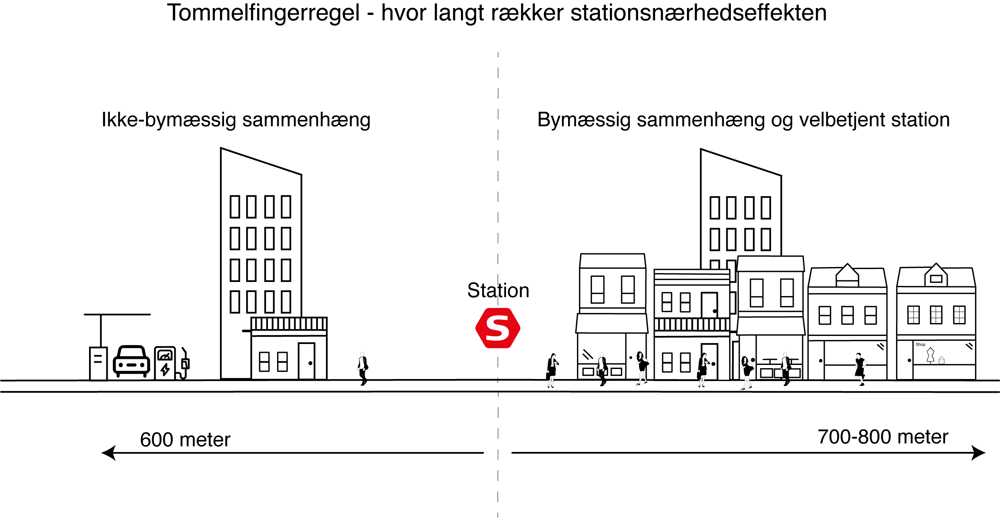 Tommelfingerregel - hvor langt rækker stationsnærhedseffekten
Ikke-bymæssig sammenhæng
Bymæssig sammenhæng og velbetjent station
Station
S
Shop
600 meter
700-800 meter